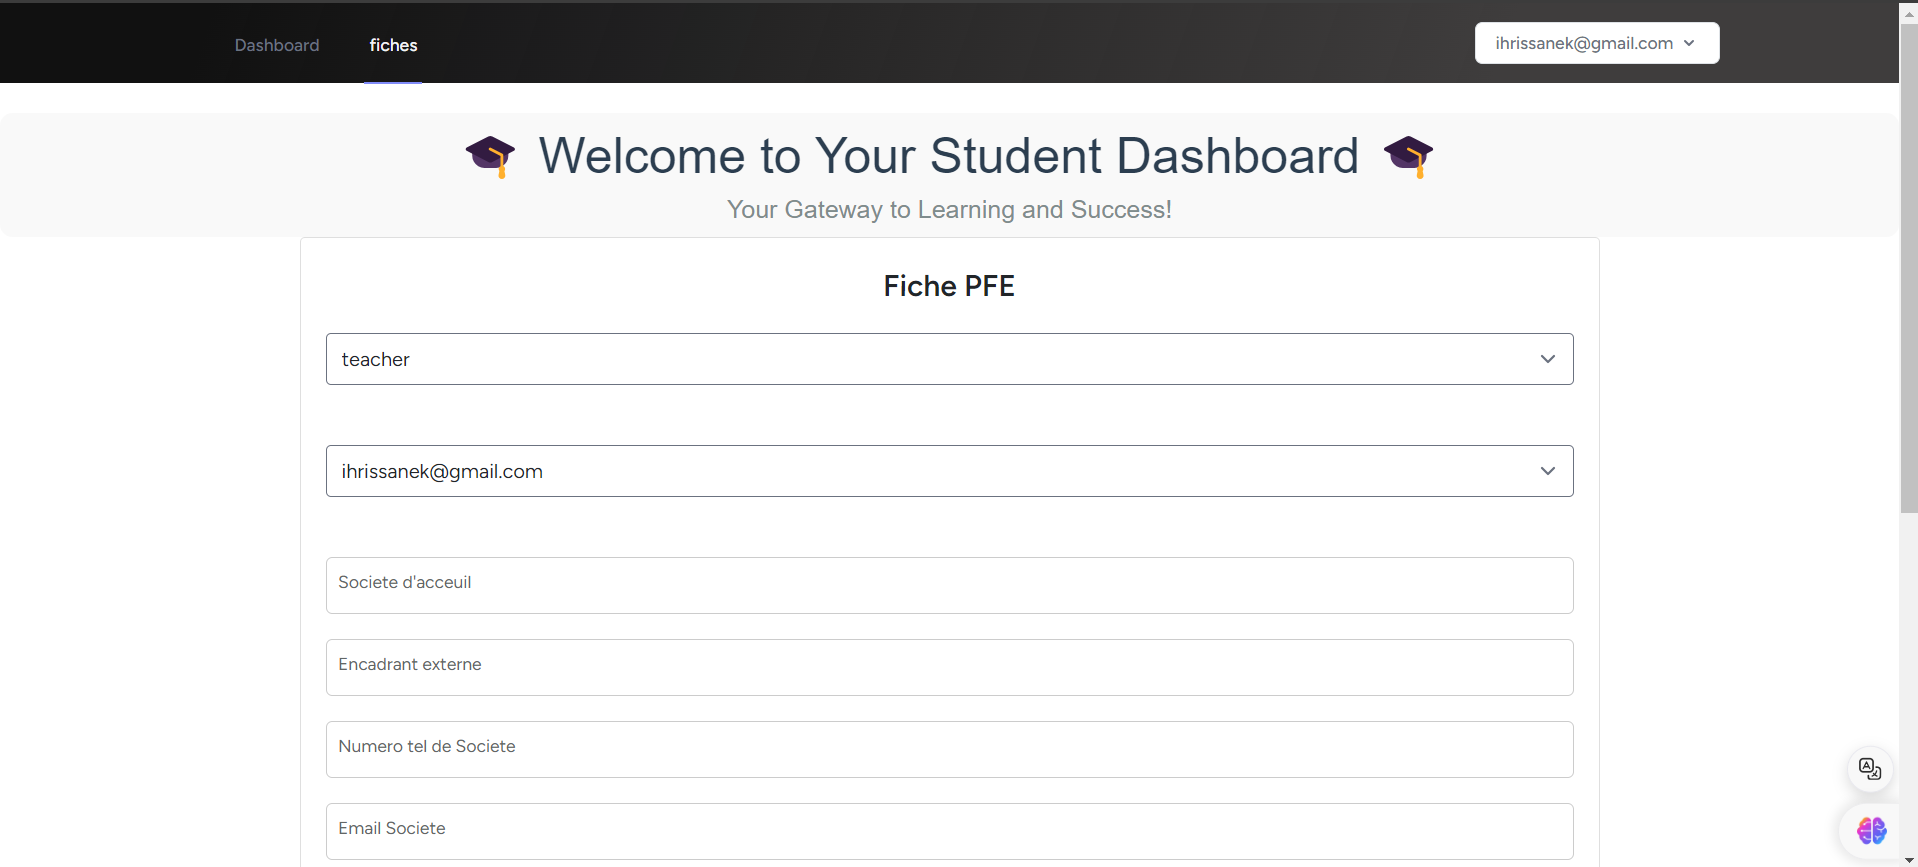 Dashboard fiches ihrissanek@gmail.com
Welcome to Your Student Dashboard
Your Gateway to Learning and Success!
Fiche PFE
teacher
ihrissanek@gmail.com
Societe d'acceuil
Encadrant externe
Numero tel de Societe
Email Societe